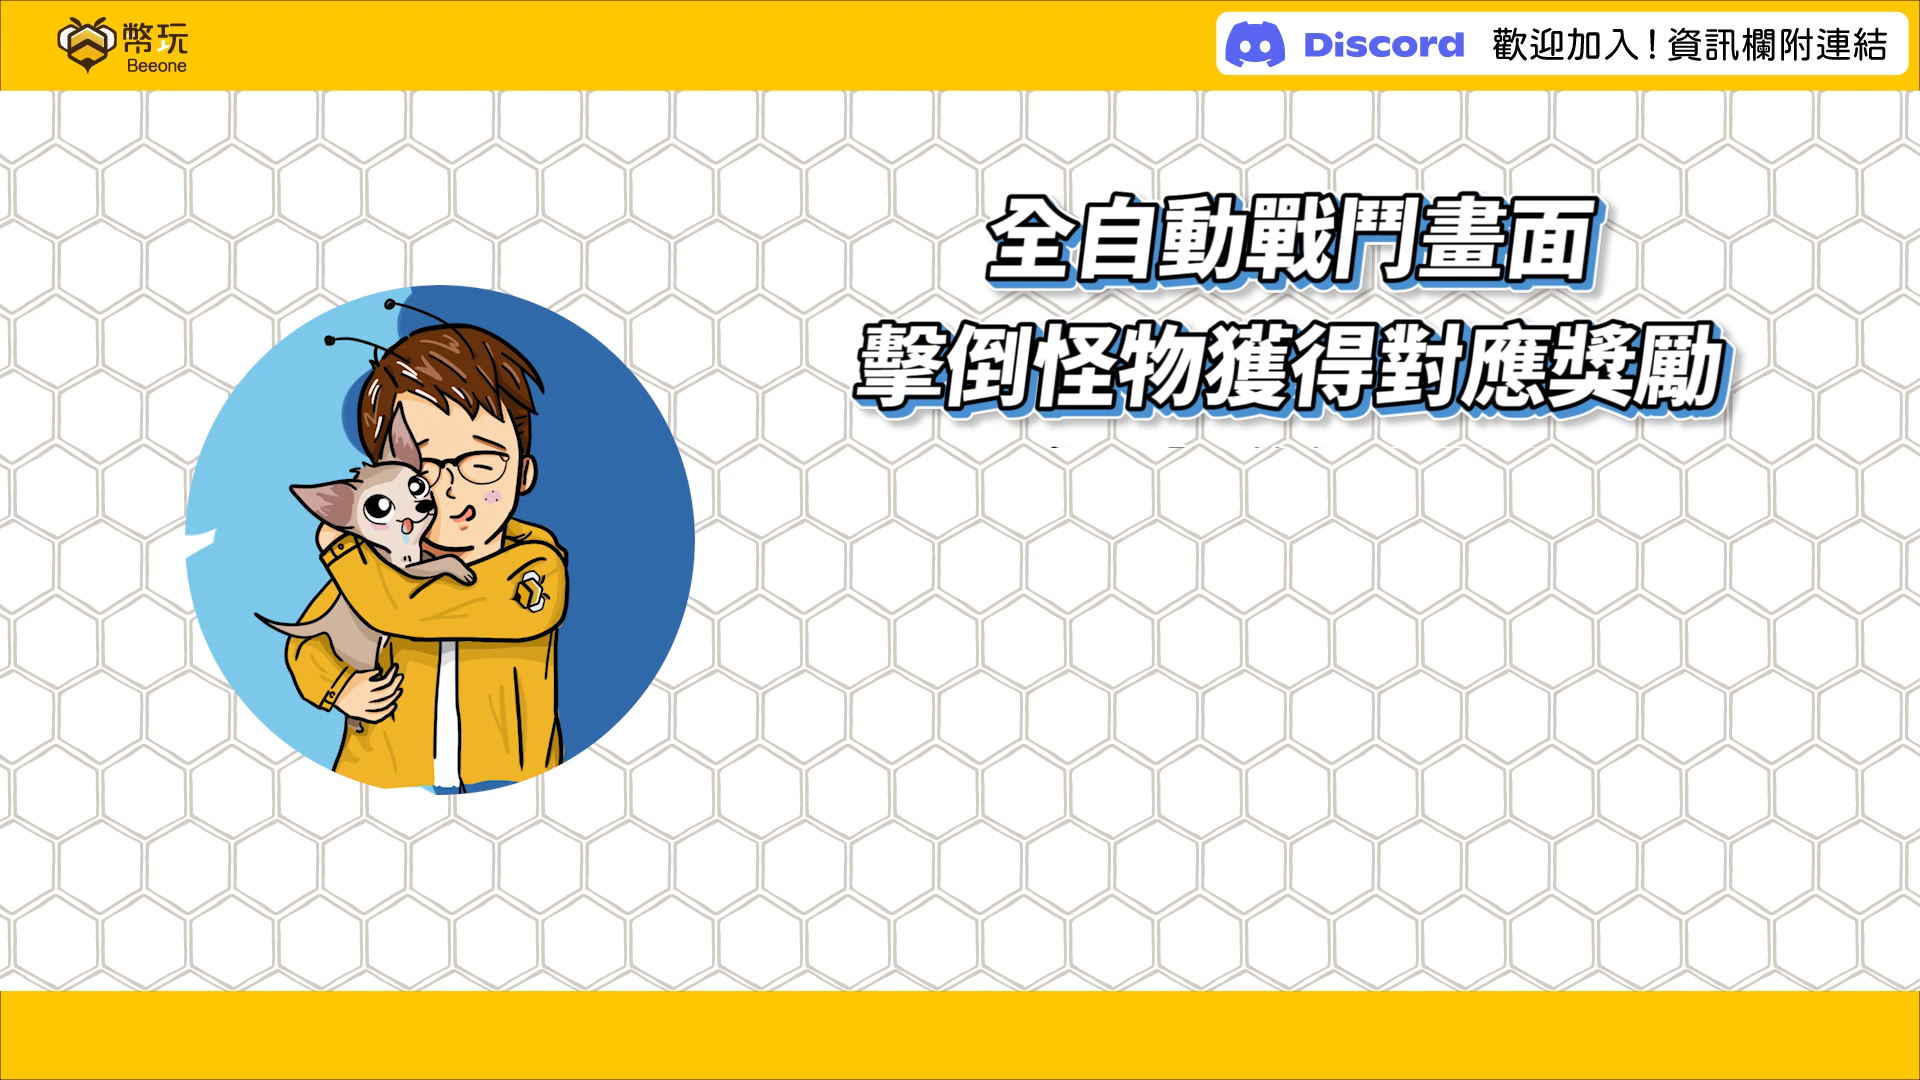 幣玩
Beeone
Discord 歡迎加入！資訊欄附連結
全自動戰鬥畫面
擊倒怪物獲得對應獎勵